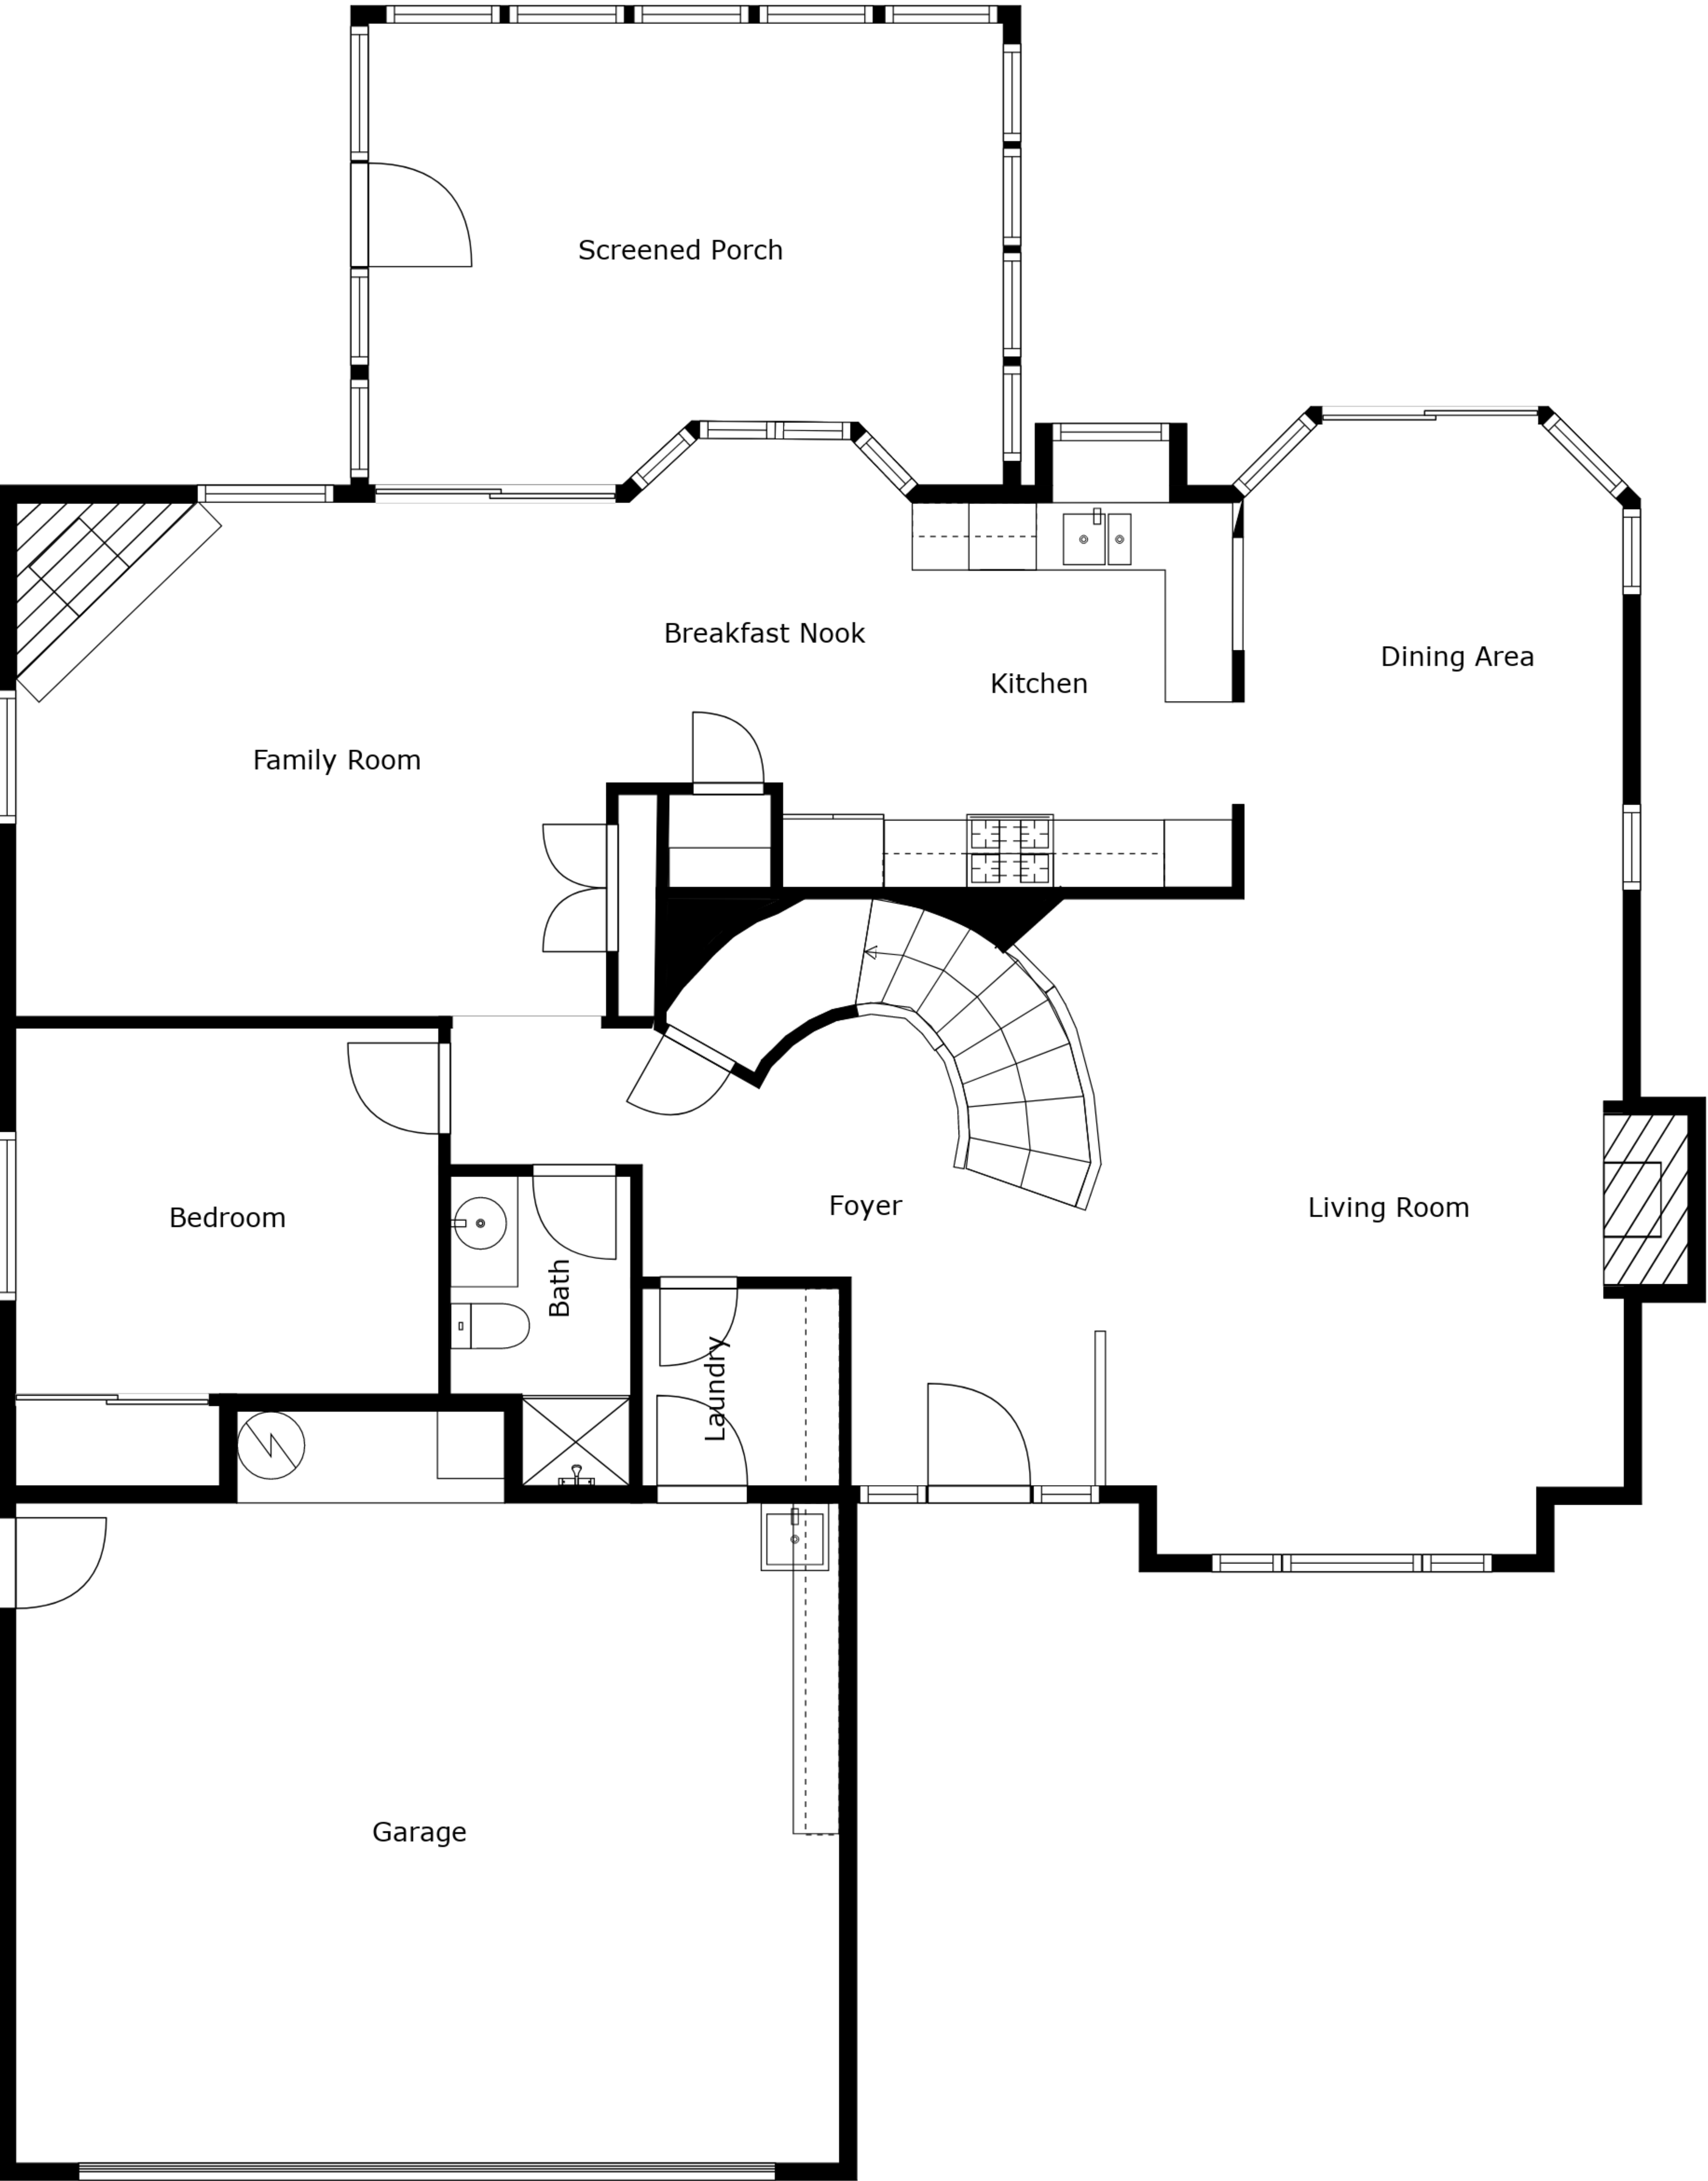 Screened Porch
Breakfast Nook
Dining Area
Kitchen
Family Room
Bedroom
Foyer
Living Room
Bath
Laundry
Garage